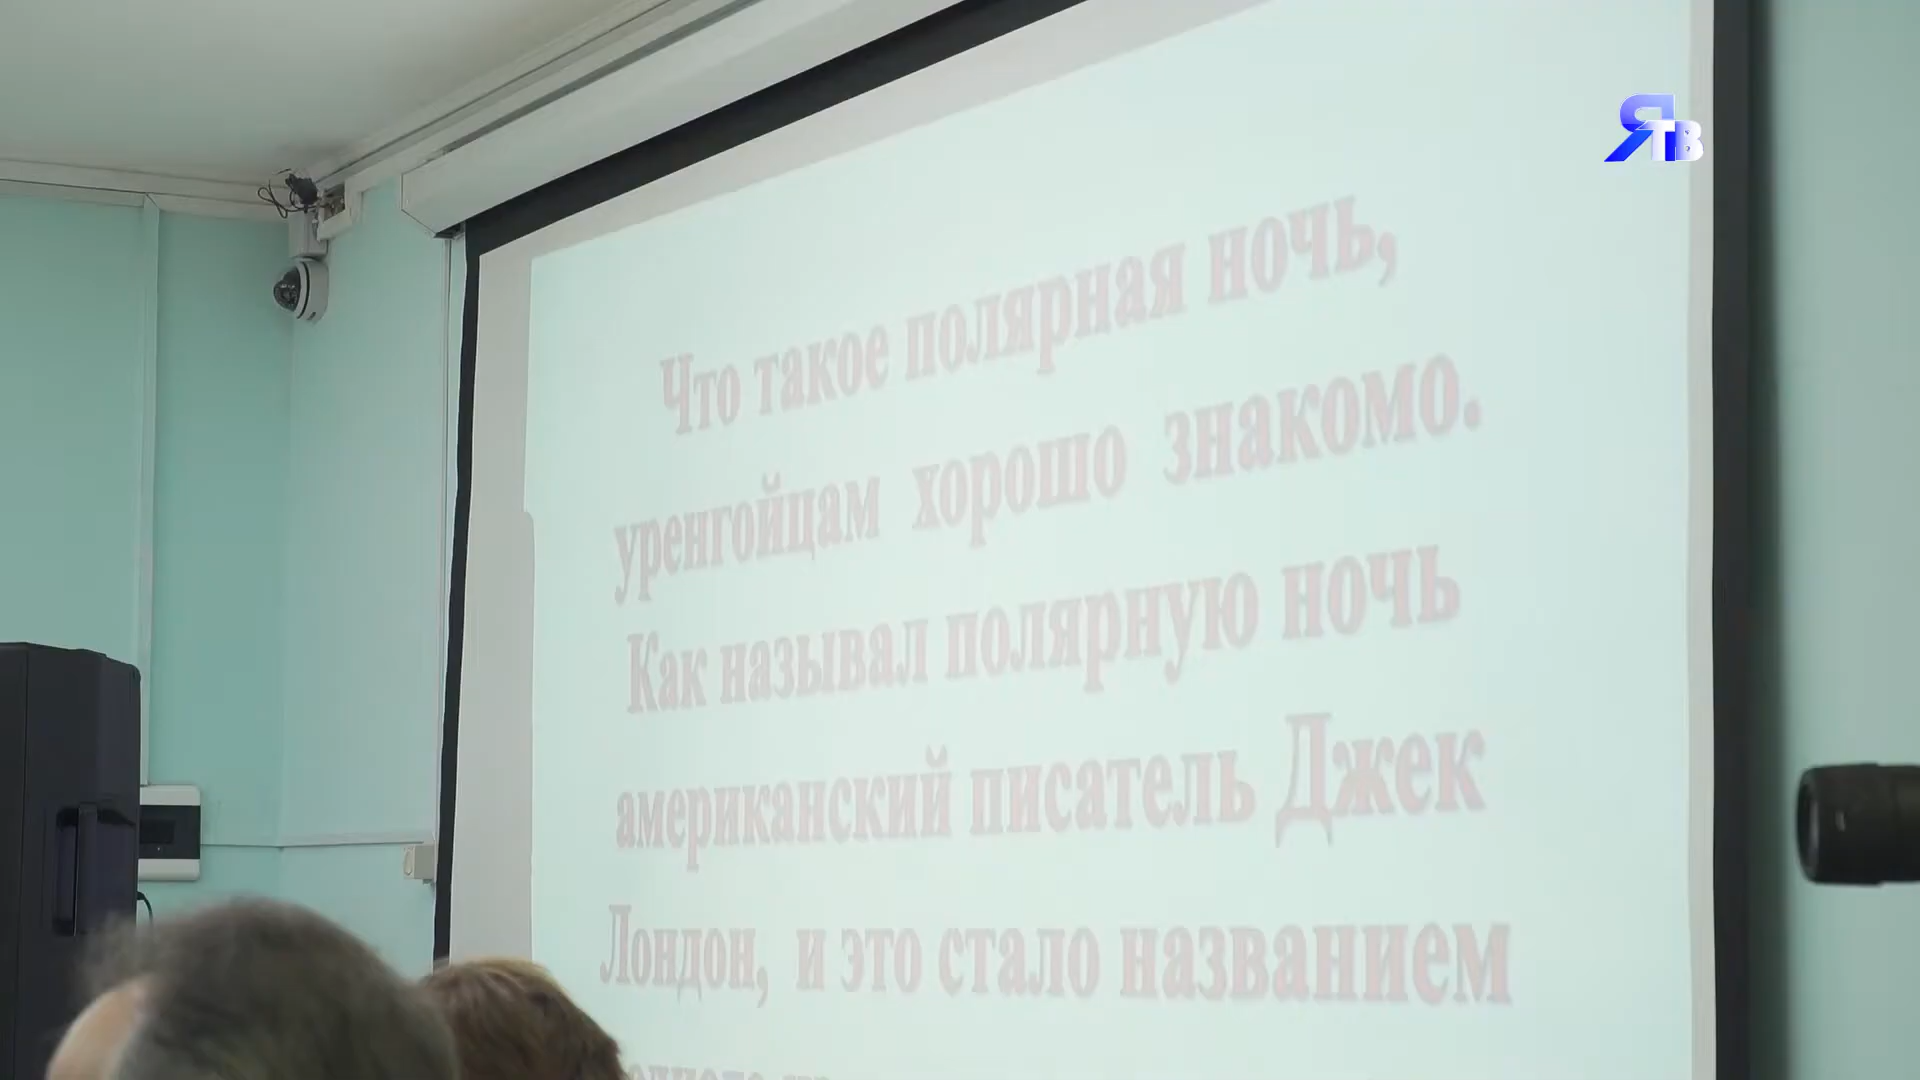 ЯТВ
Что такое полярная ночь,
уренгойцам хорошо знакомо.
Как называл полярную ночь
американский писатель Джек
Лондон, и это стало названием